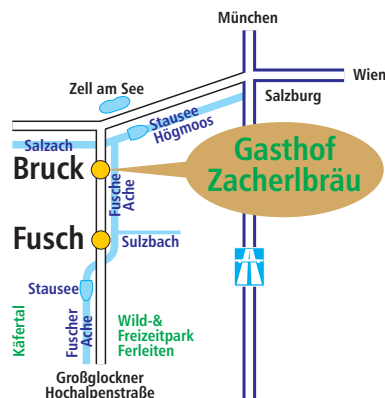 München
Wien
Zell am See
Salzburg
Stausee
Högmoos
Salzach
Bruck
Gasthof
Zacherlbräu
Fusche
Ache
Fusch
Sulzbach
Stausee
Käfertal
Fuscher
Ache
Wild-&
Freizeitpark
Ferleiten
Großglockner
Hochalpenstraße